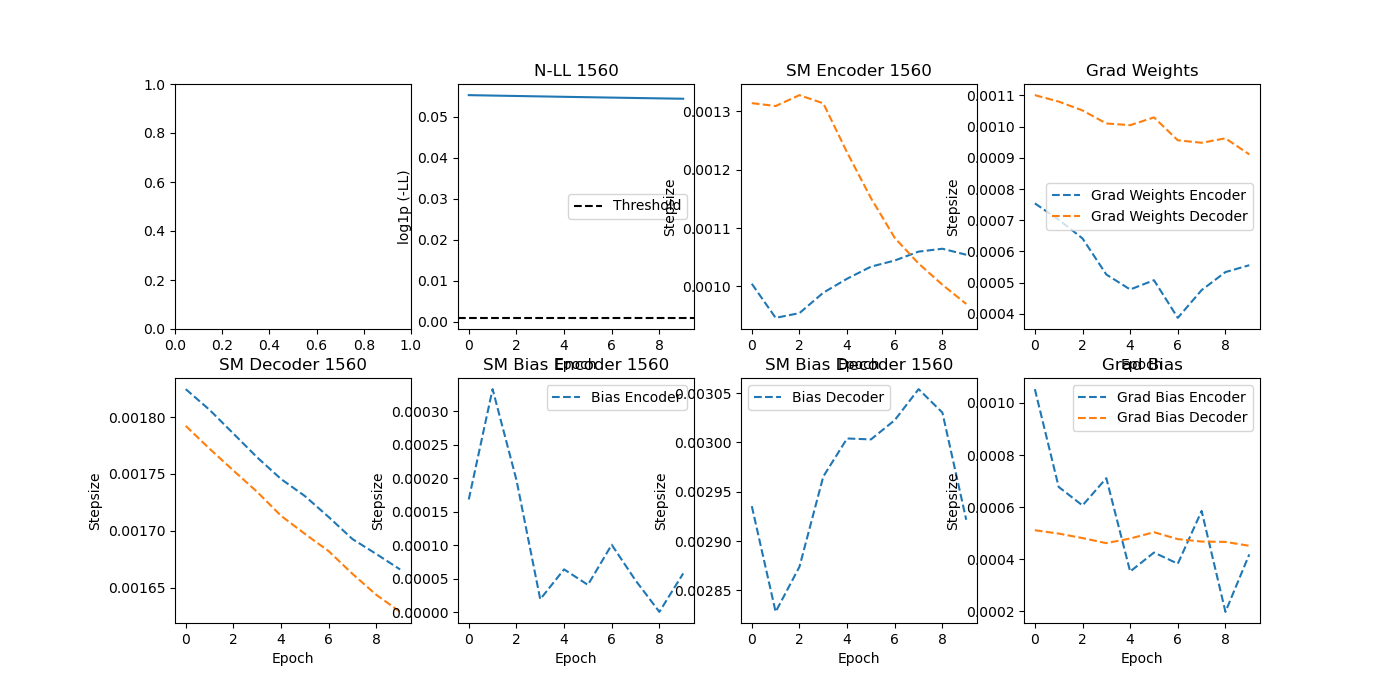 N-LL 1560
SM Encoder 1560
Grad Weights
1.0
0.8
0.6
0.4
0.2
0.0
0.0 0.2 0.4 0.6 0.8 1.0
log1p (-LL)
0.05
0.04
0.03
0.02
0.01
0.00
Threshold
0 2 4 6 8
Epoch
Stepsize
0.0013
0.0012
0.0011
0.0010
0 2 4 6 8
Epoch
Stepsize
0.0011
0.0010
0.0009
0.0008
0.0007
0.0006
0.0005
0.0004
Grad Weights Encoder
Grad Weights Decoder
0 2 4 6 8
Epoch
SM Decoder 1560
SM Bias Encoder 1560
SM Bias Decoder 1560
Grad Bias
Stepsize
0.00180
0.00175
0.00170
0.00165
0 2 4 6 8
Epoch
Stepsize
0.00030
0.00025
0.00020
0.00015
0.00010
0.00005
0.00000
Bias Encoder
0 2 4 6 8
Epoch
Stepsize
0.00305
0.00300
0.00295
0.00290
0.00285
Bias Decoder
0 2 4 6 8
Epoch
Stepsize
0.0010
0.0008
0.0006
0.0004
0.0002
Grad Bias Encoder
Grad Bias Decoder
0 2 4 6 8
Epoch